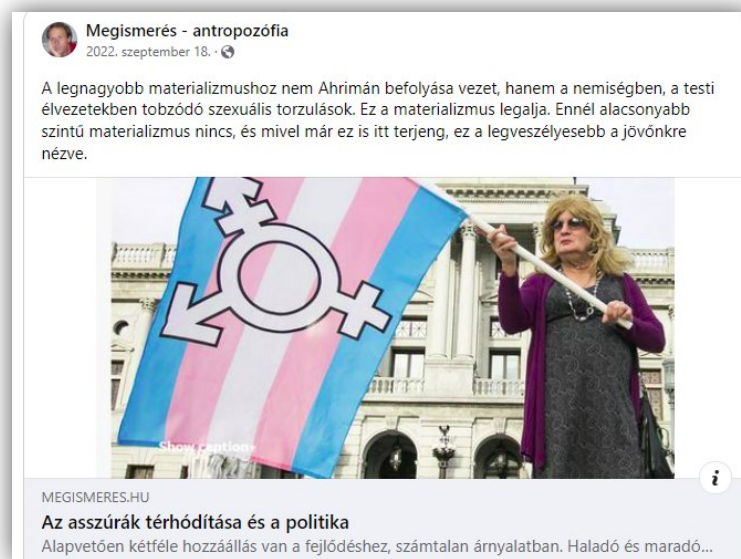 Megismerés - antropozófia
2022. szeptember 18. ·
A legnagyobb materializmushoz nem Ahrimán befolyása vezet, hanem a nemiségben, a testi
élvezetekben tobzódó szexuális torzulások. Ez a materializmus legalja. Ennél alacsonyabb
szintű materializmus nincs, és mivel már ez is itt terjeng, ez a legveszélyesebb a jövőnkre
nézve.
Show caption+
i
MEGISMERES.HU
Az asszúrák térhódítása és a politika
Alapvetően kétféle hozzáállás van a fejlődéshez, számtalan árnyalatban. Haladó és maradó...